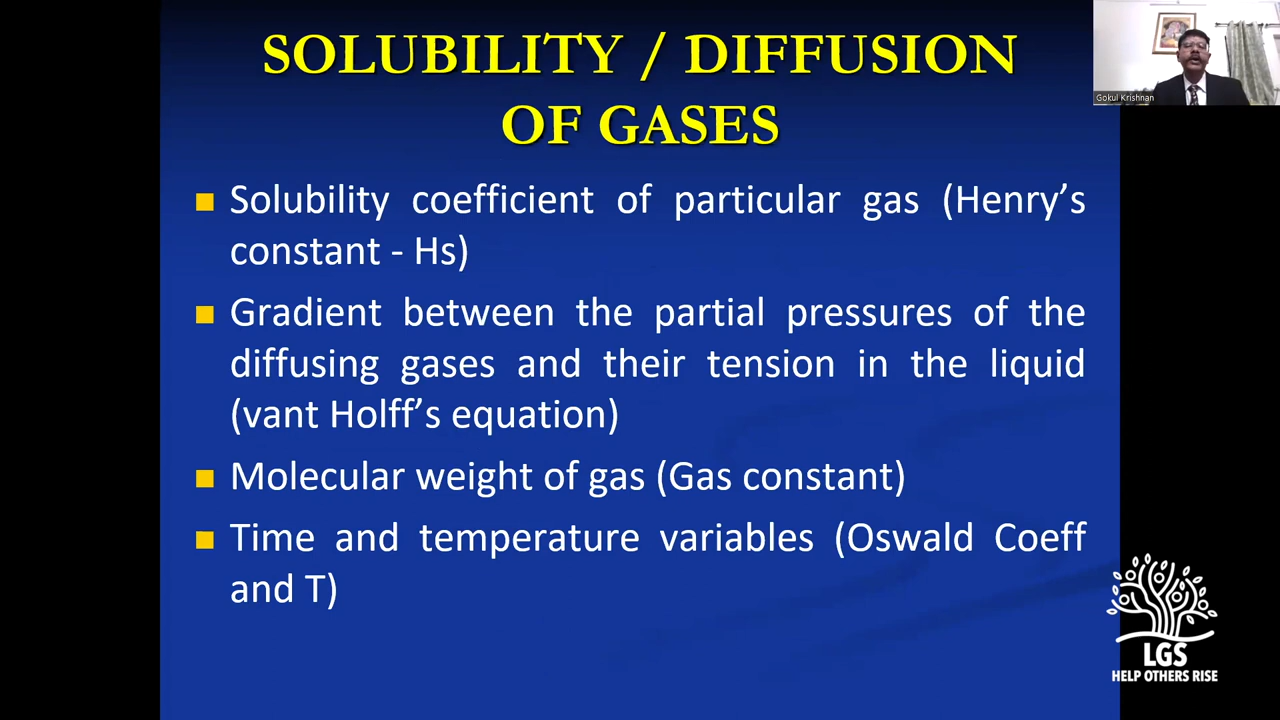 SOLUBILITY / DIFFUSION
OF GASES
Gokul Krishnan
Solubility coefficient of particular gas (Henry’s
constant - Hs)
Gradient between the partial pressures of the
diffusing gases and their tension in the liquid
(vant Holff’s equation)
Molecular weight of gas (Gas constant)
Time and temperature variables (Oswald Coeff
and T)
LGS
HELP OTHERS RISE